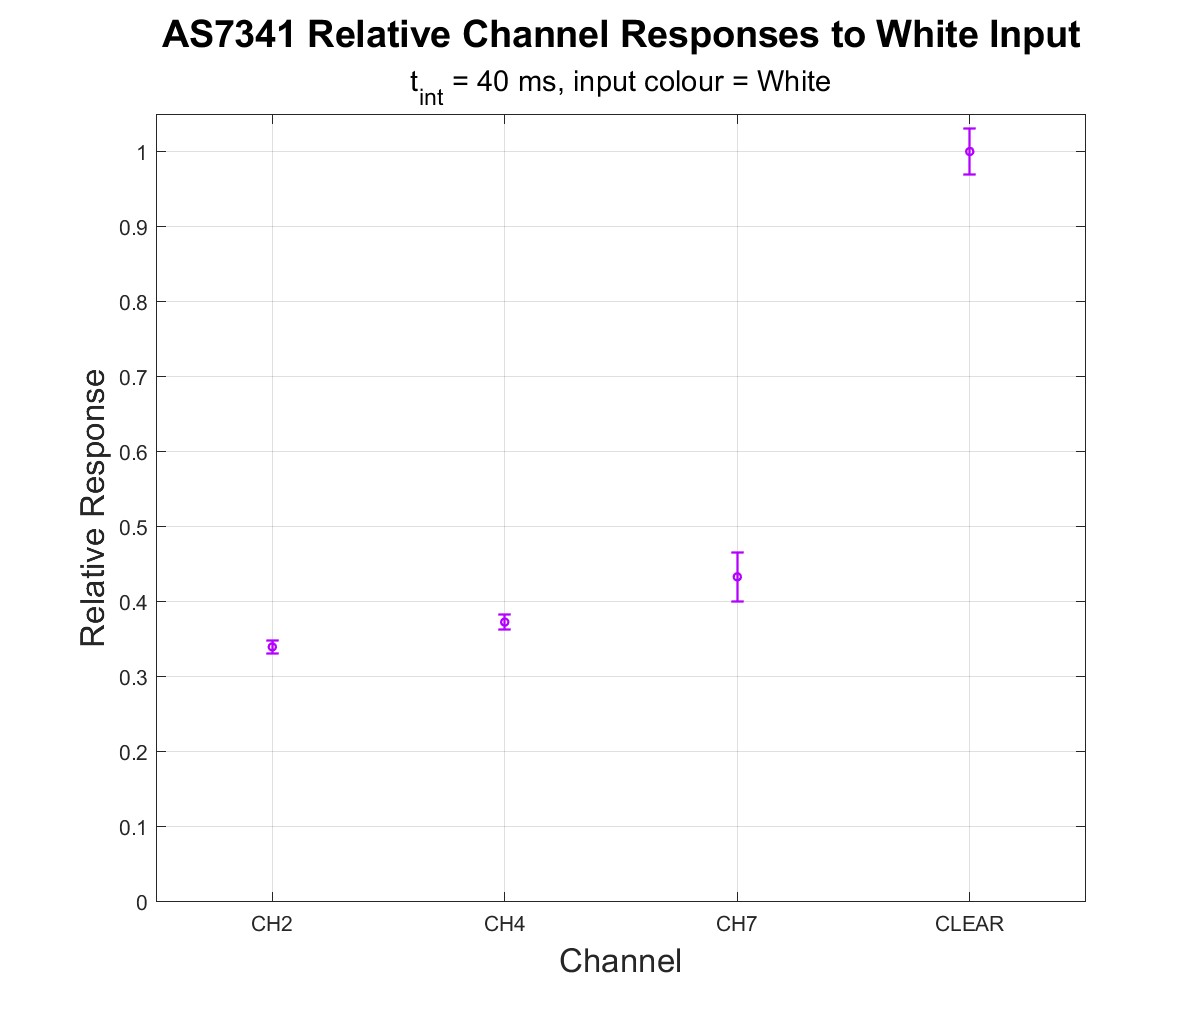 AS7341 Relative Channel Responses to White Input
t_int = 40 ms, input colour = White
1
0.9
0.8
0.7
0.6
0.5
0.4
0.3
0.2
0.1
0
Relative Response
CH2 CH4 CH7 CLEAR
Channel